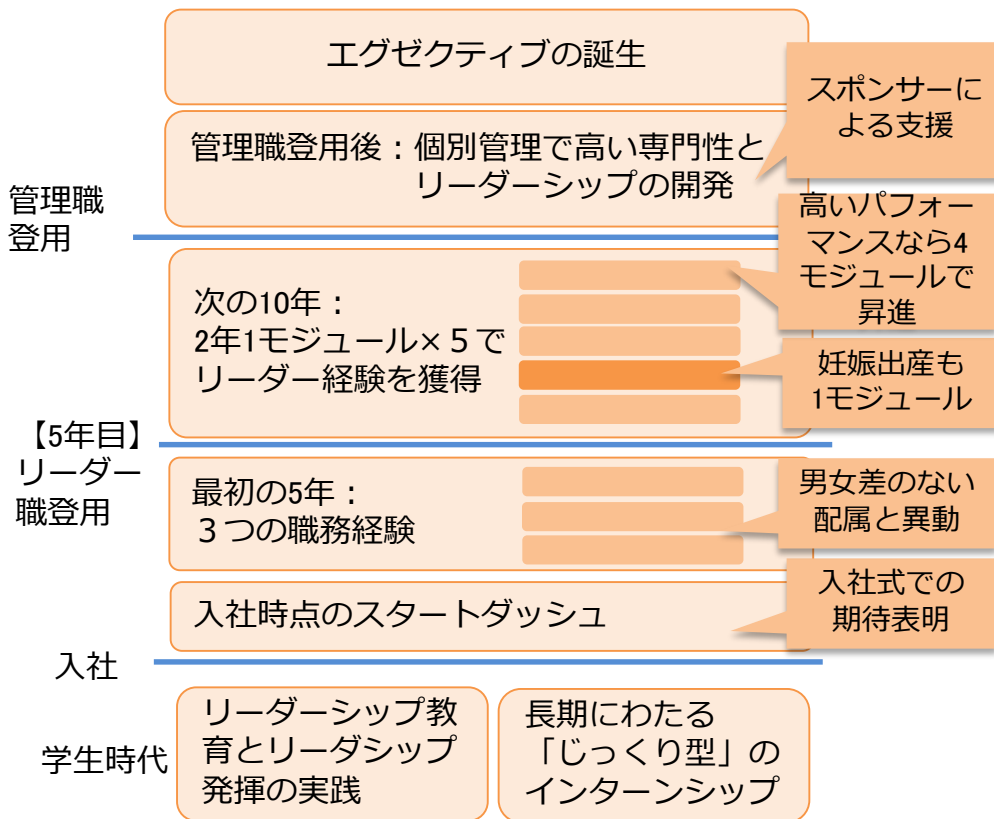 エグゼクティブの誕生
スポンサーに
よる支援
管理職登用後：個別管理で高い専門性と
リーダーシップの開発
管理職
登用
高いパフォー
マンスなら4
モジュールで
昇進
次の10年：
2年1モジュール×５で
リーダー経験を獲得
妊娠出産も
1モジュール
【5年目】
リーダー
職登用
最初の5年：
３つの職務経験
男女差のない
配属と異動
入社時点のスタートダッシュ
入社式での
期待表明
入社
学生時代
リーダーシップ教
育とリーダシップ
発揮の実践
長期にわたる
「じっくり型」の
インターンシップ